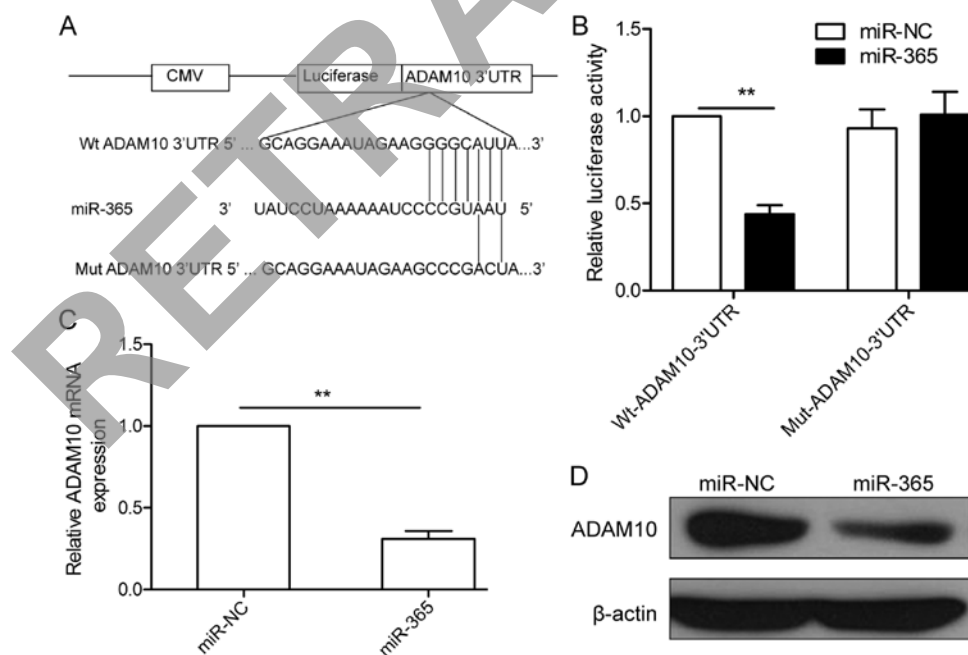 A
CMV
Luciferase
ADAM10 3'UTR
Wt ADAM10 3'UTR 5' ... GCAGGAAAUAGAAGGGGGCAUUA...3'
miR-365 3' UAUCCUAAAAAAUCCCCGUAAU 5'
Mut ADAM10 3'UTR 5' ... GCAGGAAAUAGAAGCCCGACUA...3'
B
Relative luciferase activity
1.5
1.0
0.5
0.0
miR-NC
miR-365
**
Wt-ADAM10-3'UTR
Mut-ADAM10-3'UTR
C
Relative ADAM10 mRNA
expression
1.5
1.0
0.5
0.0
**
miR-NC
miR-365
D
miR-NC
miR-365
ADAM10
β-actin
RETRA